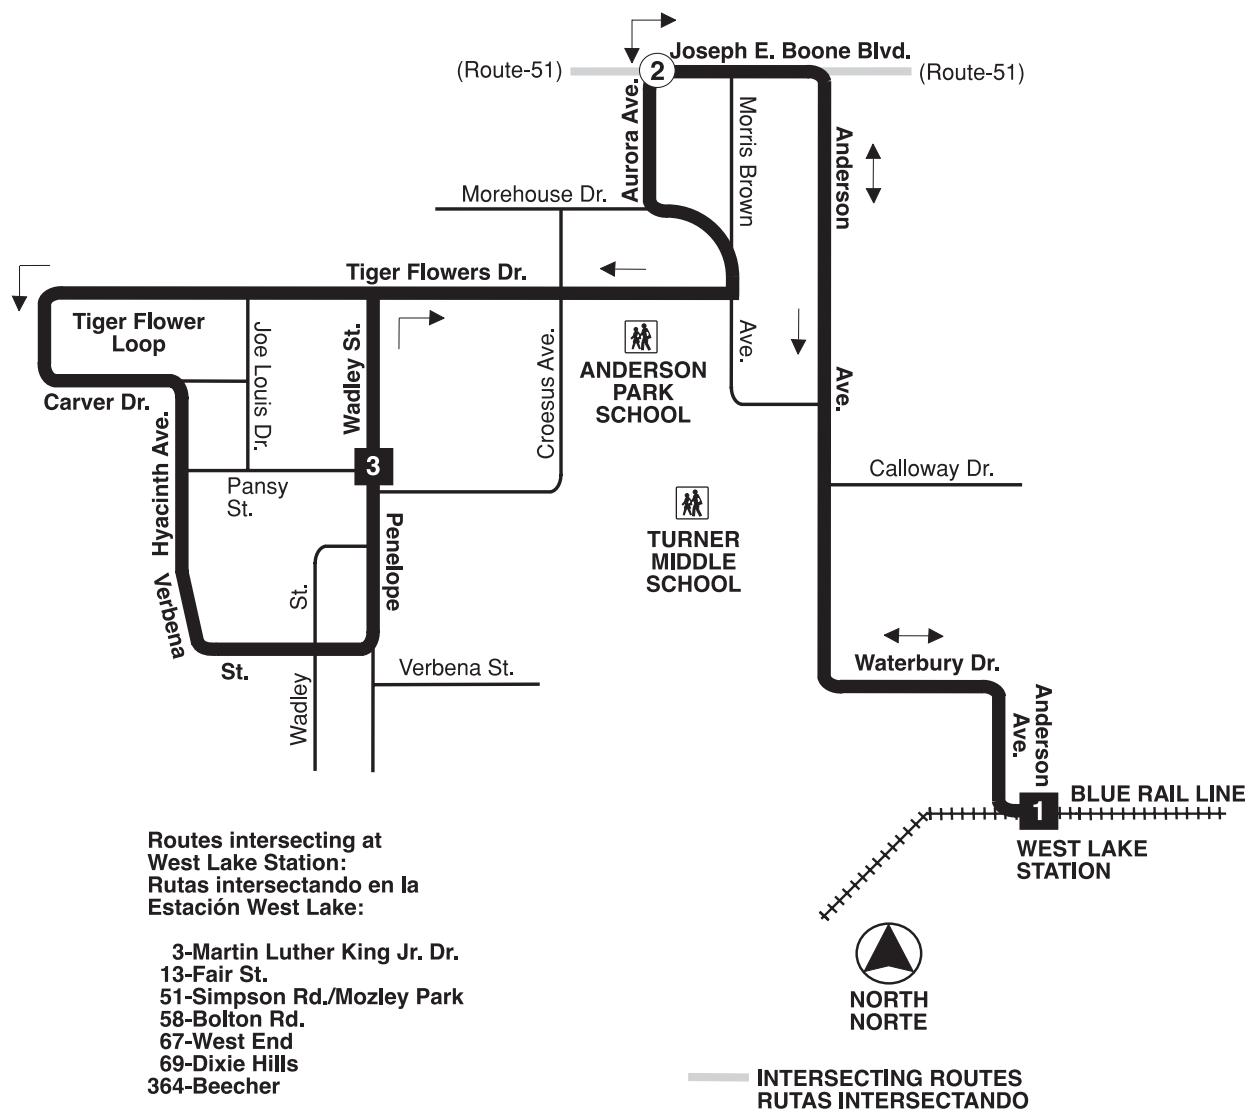 Joseph E. Boone Blvd.
(Route-51)
2
(Route-51)
Aurora Ave.
Morris Brown
Ave.
Anderson
Ave.
Morehouse Dr.
Tiger Flowers Dr.
Tiger Flower
Loop
Joe Louis Dr.
Wadley St.
Croesus Ave.
ANDERSON
PARK
SCHOOL
Carver Dr.
Hyacinth Ave.
3
Pansy
St.
Calloway Dr.
Penelope
TURNER
MIDDLE
SCHOOL
Verbena
St.
St.
Wadley
Verbena St.
Waterbury Dr.
Anderson
Ave.
BLUE RAIL LINE
1
WEST LAKE
STATION
Routes intersecting at
West Lake Station:
Rutas intersectando en la
Estación West Lake:
3-Martin Luther King Jr. Dr.
13-Fair St.
51-Simpson Rd./Mozley Park
58-Bolton Rd.
67-West End
69-Dixie Hills
364-Beecher
NORTH
NORTE
INTERSECTING ROUTES
RUTAS INTERSECTANDO